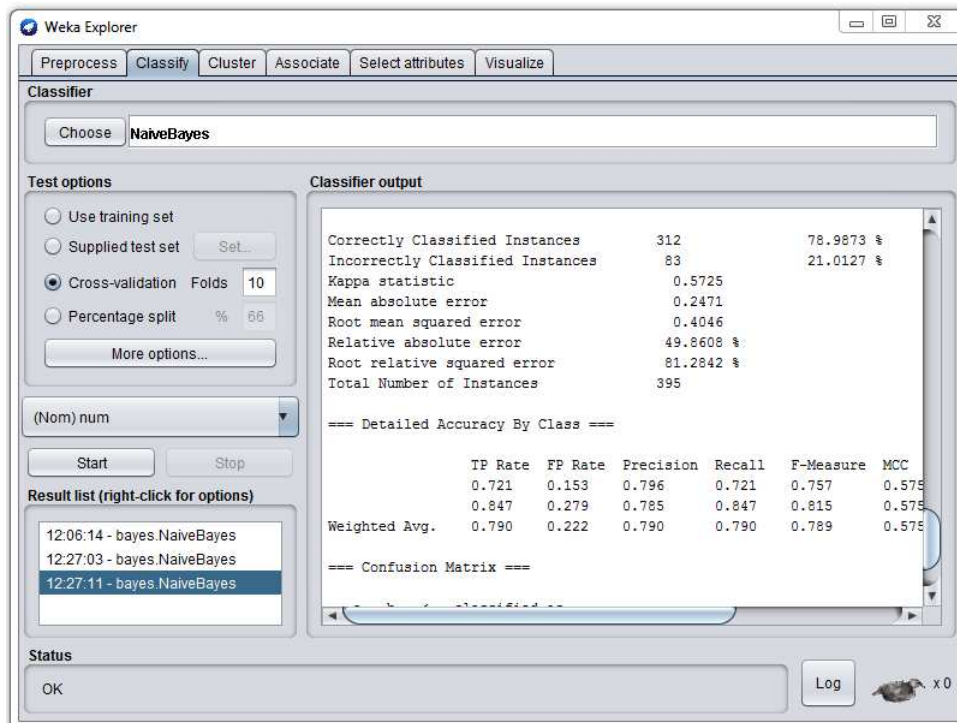 Weka Explorer
Preprocess Classify Cluster Associate Select attributes Visualize
Classifier
Choose NaiveBayes
Test options
Use training set
Supplied test set Set...
Cross-validation Folds 10
Percentage split % 66
More options...
(Nom) num
Start Stop
Result list (right-click for options)
12:06:14 - bayes.NaiveBayes
12:27:03 - bayes.NaiveBayes
12:27:11 - bayes.NaiveBayes
Classifier output
Correctly Classified Instances 312 78.9873 %
Incorrectly Classified Instances 83 21.0127 %
Kappa statistic 0.5725
Mean absolute error 0.2471
Root mean squared error 0.4046
Relative absolute error 49.8608 %
Root relative squared error 81.2842 %
Total Number of Instances 395
=== Detailed Accuracy By Class ===
TP Rate FP Rate Precision Recall F-Measure MCC
0.721 0.153 0.796 0.721 0.757 0.575
0.847 0.279 0.785 0.847 0.815 0.575
Weighted Avg. 0.790 0.222 0.790 0.790 0.789 0.575
=== Confusion Matrix ===
Status
OK
Log x 0